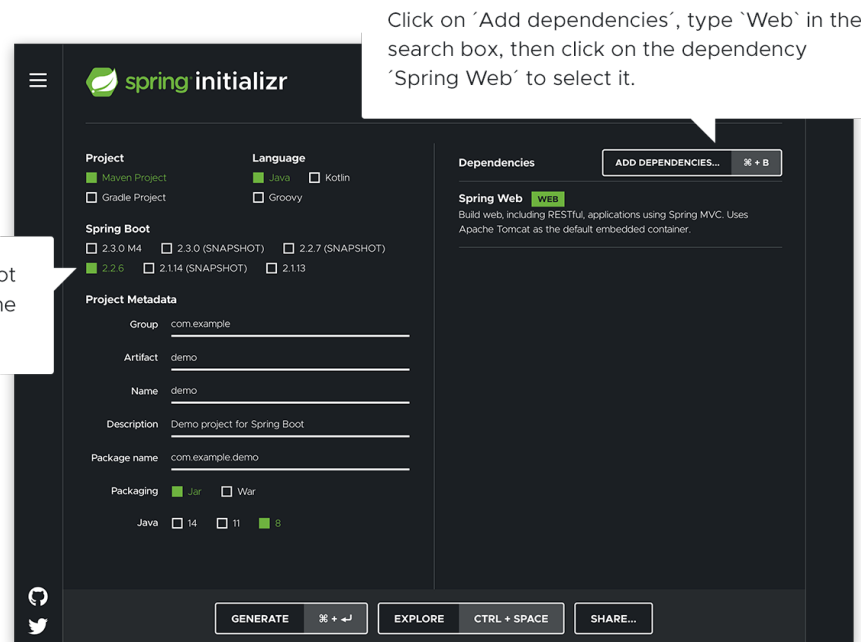 Click on ´Add dependencies´, type `Web` in the
search box, then click on the dependency
´Spring Web´ to select it.
spring initializr
Project
Maven Project
Gradle Project
Language
Java Kotlin
Groovy
Spring Boot
2.3.0 M4 2.3.0 (SNAPSHOT) 2.2.7 (SNAPSHOT)
2.2.6 2.1.14 (SNAPSHOT) 2.1.13
Project Metadata
Group com.example
Artifact demo
Name demo
Description Demo project for Spring Boot
Package name com.example.demo
Packaging Jar War
Java 14 11 8
Dependencies ADD DEPENDENCIES... ⌘ + B
Spring Web WEB
Build web, including RESTful, applications using Spring MVC. Uses
Apache Tomcat as the default embedded container.
GENERATE ⌘ + ↵ EXPLORE CTRL + SPACE SHARE...